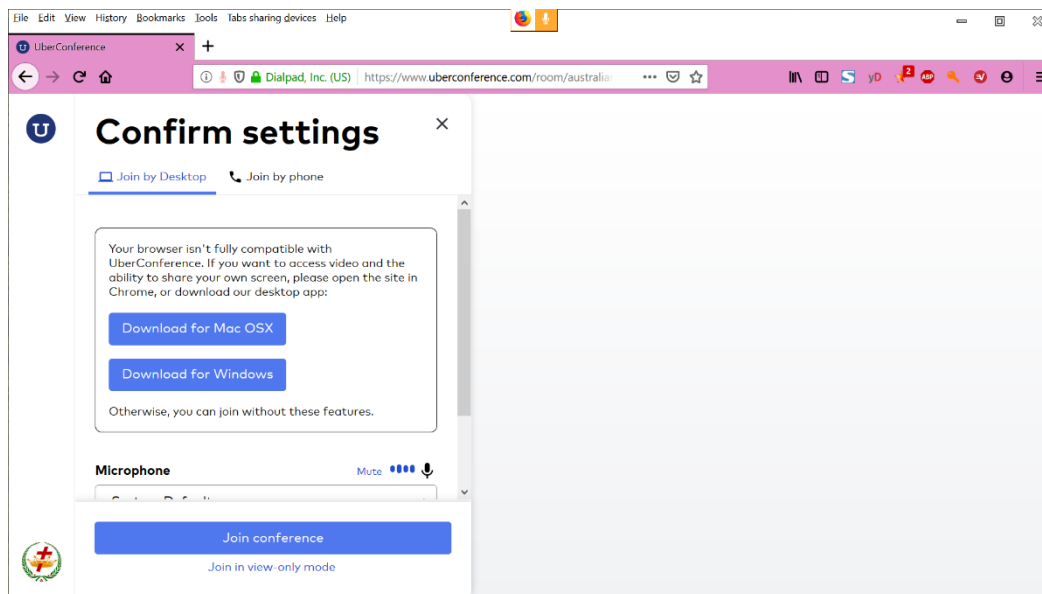 File Edit View History Bookmarks Tools Tabs sharing devices Help
UberConference
Dialpad, Inc. (US) https://www.uberconference.com/room/australia
yD 2 ABP
U
Confirm settings
Join by Desktop Join by phone
Your browser isn't fully compatible with
UberConference. If you want to access video and the
ability to share your own screen, please open the site in
Chrome, or download our desktop app:
Download for Mac OSX
Download for Windows
Otherwise, you can join without these features.
Microphone Mute
Join conference
Join in view-only mode